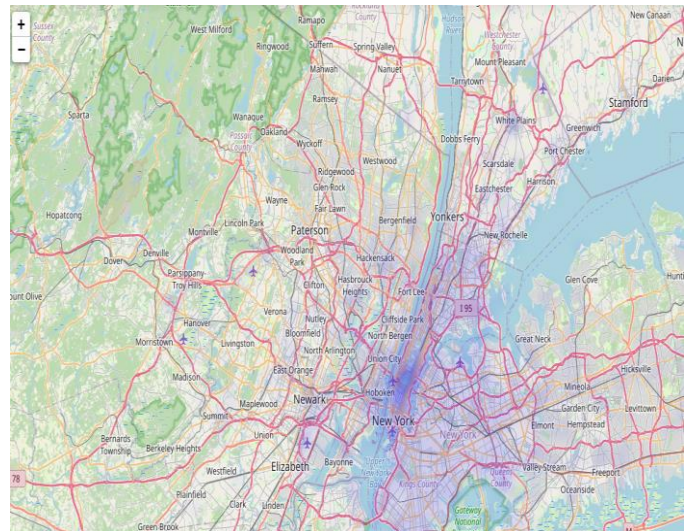 +
−
Sussex County
West Milford
Ramapo
Rockland County
Hudson River
Westchester County
New Canaan
Ringwood
Suffern
Spring Valley
Mount Pleasant
Mahwah
Nanuet
Tarrytown
Darien
Ramsey
Stamford
Sparta
Wanaque
White Plains
Oakland
Greenwich
Passaic County
Wyckoff
Dobbs Ferry
Port Chester
Westwood
Scarsdale
Ridgewood
Harrison
Glen Rock
Eastchester
Wayne
Fair Lawn
Hopatcong
Lincoln Park
Bergenfield
Yonkers
Montville
Paterson
New Rochelle
Denville
Woodland Park
Hackensack
Dover
Parsippany
Troy Hills
Clifton
Hasbrouck Heights
Glen Cove
Fort Lee
Verona
Nutley
I 95
Cliffside Park
Hanover
Bloomfield
North Bergen
Great Neck
Morristown
Livingston
North Arlington
Union City
East Orange
Hicksville
Madison
Hoboken
Mineola
Maplewood
Newark
Garden City
Levittown
Summit
New York
Elmont
Hempstead
Bernards Township
Union
New York
Berkeley Heights
Bayonne
Elizabeth
Valley Stream
Freeport
78
Westfield
Queens County
Kings County
Oceanside
Plainfield
Clark
Linden
Gateway National
Green Brook